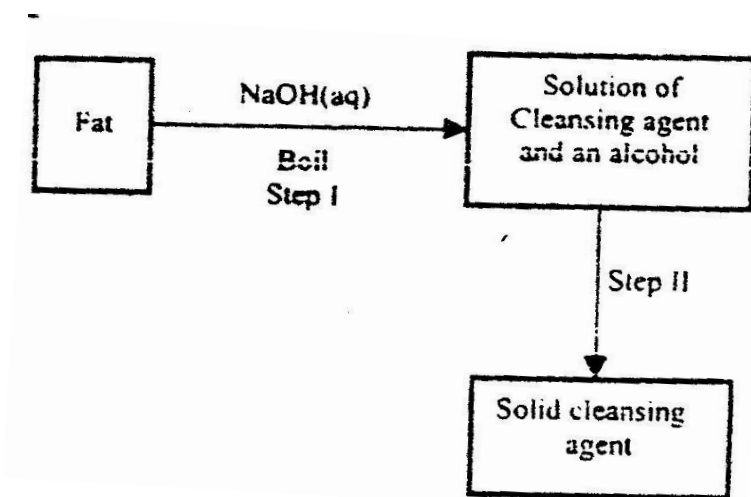 Fat
NaOH(aq)
Boil
Step I
Solution of
Cleansing agent
and an alcohol
Step II
Solid cleansing
agent